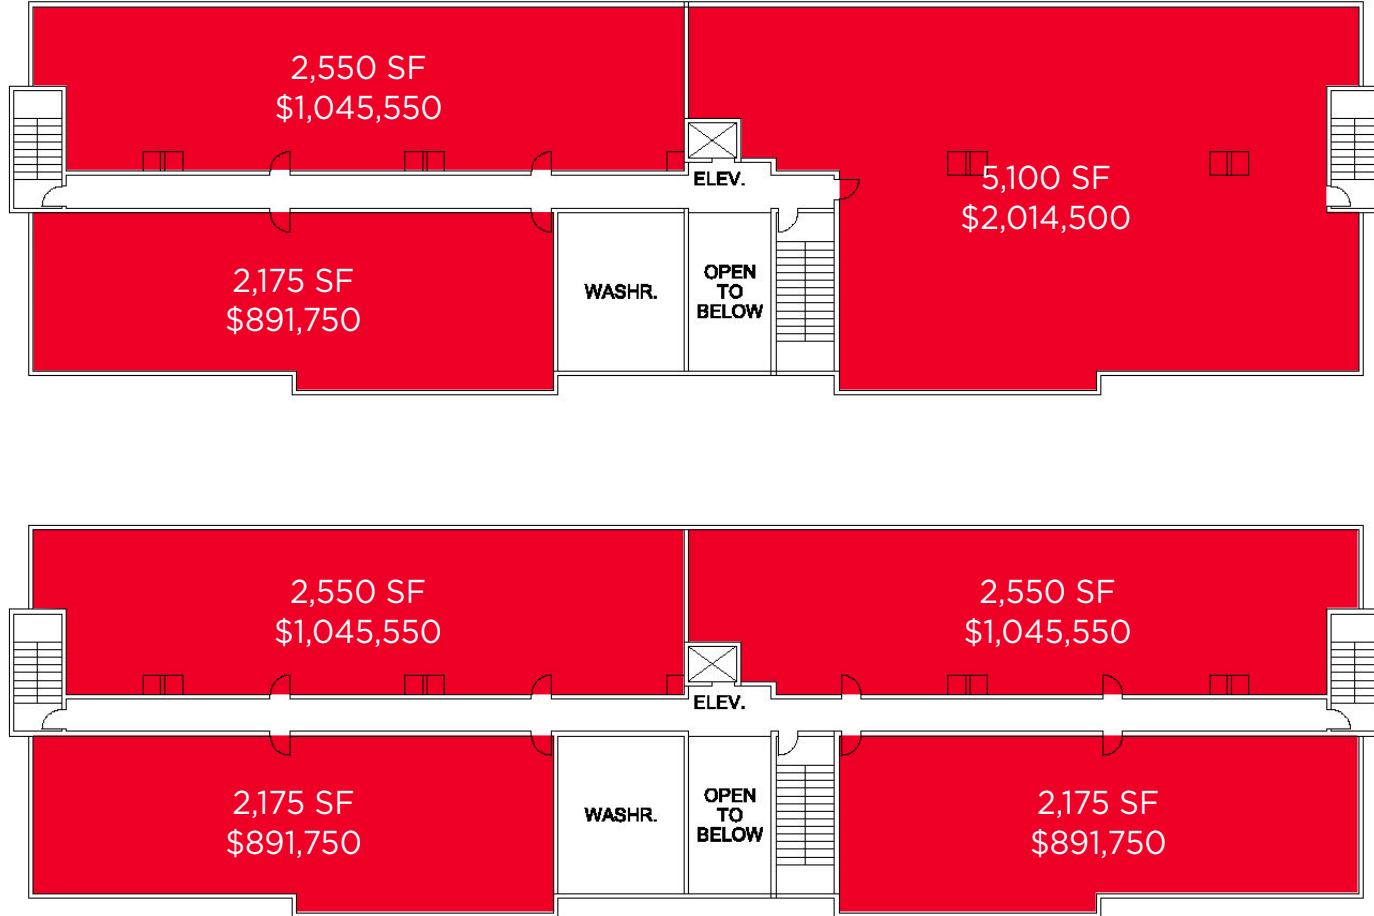 2,550 SF
$1,045,550
ELEV.
5,100 SF
$2,014,500
2,175 SF
$891,750
WASHR.
OPEN
TO
BELOW
2,550 SF
$1,045,550
2,550 SF
$1,045,550
ELEV.
2,175 SF
$891,750
WASHR.
OPEN
TO
BELOW
2,175 SF
$891,750